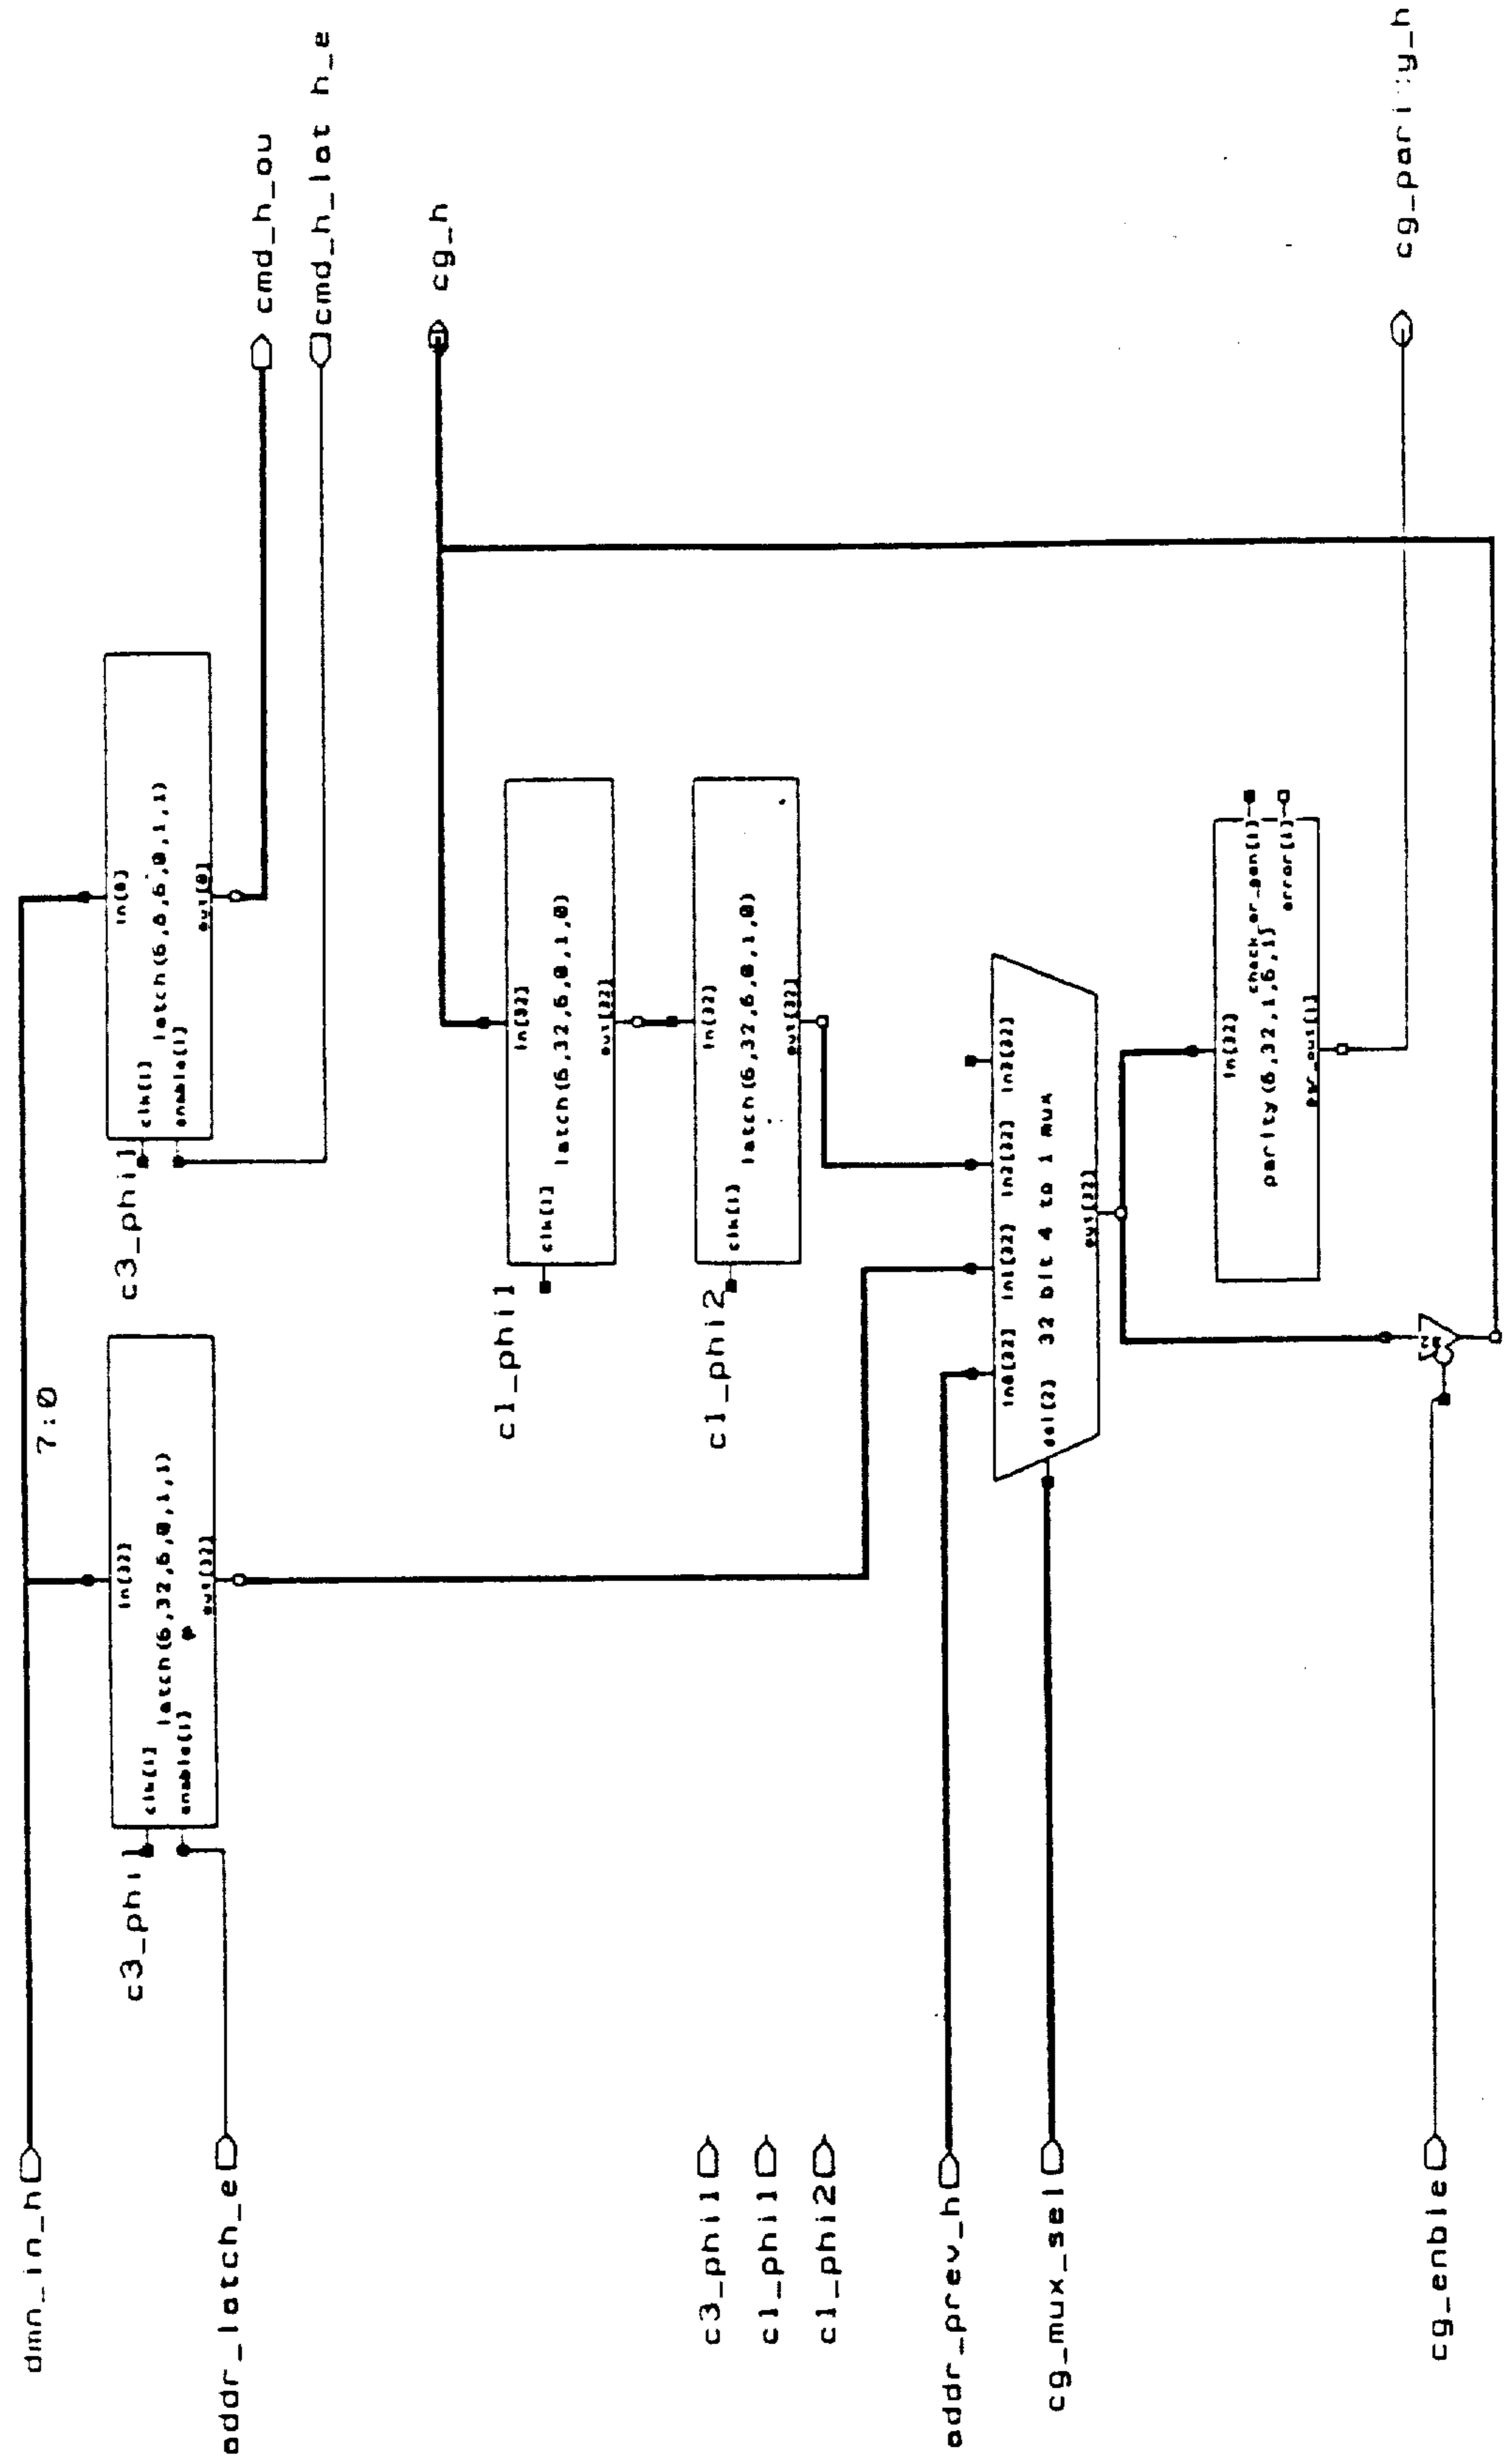 dmn_in_h
7:0
in[32]
clk[1]
latch(6,32,6,0,1,1)
enable[1]
out[32]
c3_phi1
addr_latch_e
in[8]
clk[1]
latch(6,8,6,0,1,1)
enable[1]
out[8]
c3_phi1
cmd_h_ou
cmd_h_lat h_e
cg_h
in[32]
clk[1]
latch(6,32,6,0,1,0)
out[32]
c1_phi1
in[32]
clk[1]
latch(6,32,6,0,1,0)
out[32]
c1_phi2
c3_phi1
c1_phi1
c1_phi2
addr_prev_h
in0[32]
in1[32]
in2[32]
in3[32]
sel[2]
32 bit 4 to 1 mux
out[32]
cg_mux_sel
in[32]
check_or_gen[1]
parity(6,32,1,6,1)
error[1]
par_out[1]
cg_parity_h
cg_enble